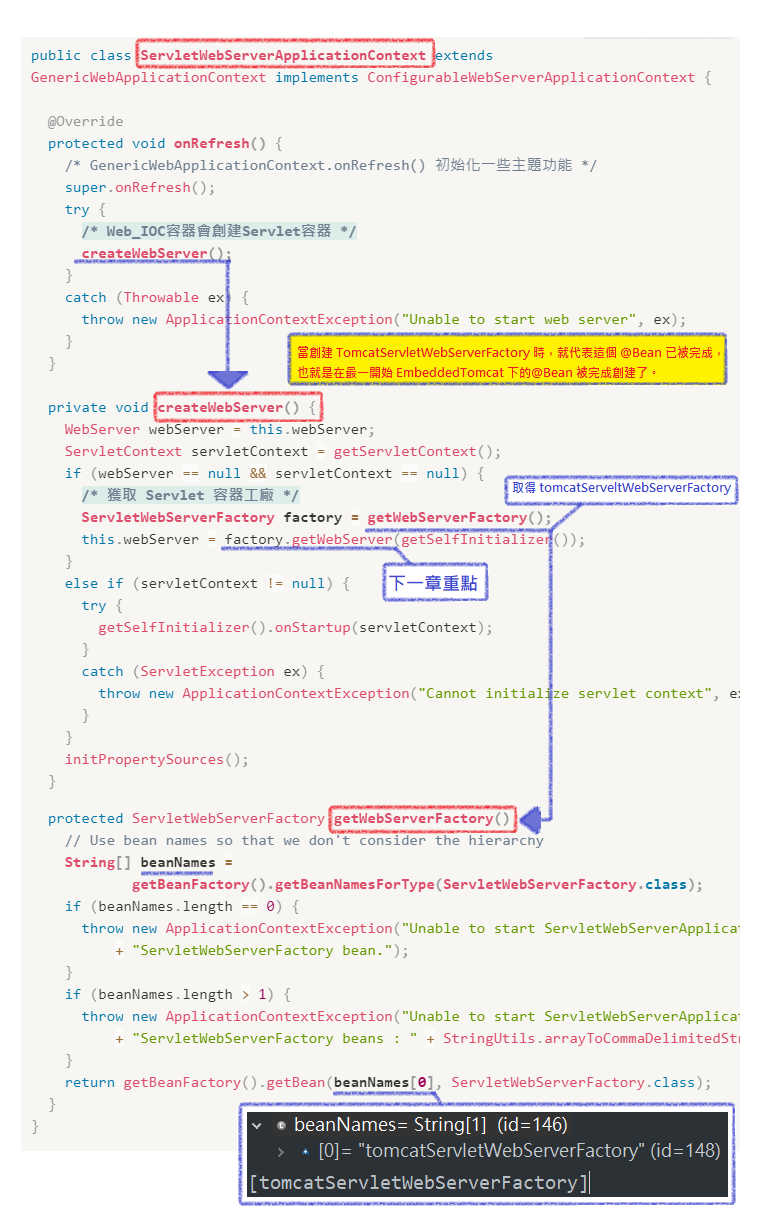 public class ServletWebServerApplicationContext extends
GenericWebApplicationContext implements ConfigurableWebServerApplicationContext {
@Override
protected void onRefresh() {
/* GenericWebApplicationContext.onRefresh() 初始化一些主題功能 */
super.onRefresh();
try {
/* Web_IOC容器會創建Servlet容器 */
createWebServer();
}
catch (Throwable ex) {
throw new ApplicationContextException("Unable to start web server", ex);
}
}
當創建 TomcatServletWebServerFactory 時，就代表這個 @Bean 已被完成，
也就是在最一開始 EmbeddedTomcat 下的@Bean 被完成創建了。
private void createWebServer() {
WebServer webServer = this.webServer;
ServletContext servletContext = getServletContext();
if (webServer == null && servletContext == null) {
取得 tomcatServeltWebServerFactory
/* 獲取 Servlet 容器工廠 */
ServletWebServerFactory factory = getWebServerFactory();
this.webServer = factory.getWebServer(getSelfInitializer());
}
下一章重點
else if (servletContext != null) {
try {
getSelfInitializer().onStartup(servletContext);
}
catch (ServletException ex) {
throw new ApplicationContextException("Cannot initialize servlet context", ex
}
}
initPropertySources();
}
protected ServletWebServerFactory getWebServerFactory()
// Use bean names so that we don't consider the hierarchy
String[] beanNames =
getBeanFactory().getBeanNamesForType(ServletWebServerFactory.class);
if (beanNames.length == 0) {
throw new ApplicationContextException("Unable to start ServletWebServerApplicat
+ "ServletWebServerFactory bean.");
}
if (beanNames.length > 1) {
throw new ApplicationContextException("Unable to start ServletWebServerApplicat
+ "ServletWebServerFactory beans : " + StringUtils.arrayToCommaDelimitedStr
}
return getBeanFactory().getBean(beanNames[0], ServletWebServerFactory.class);
}
}
beanNames= String[1] (id=146)
[0]= "tomcatServletWebServerFactory" (id=148)
[tomcatServletWebServerFactory]